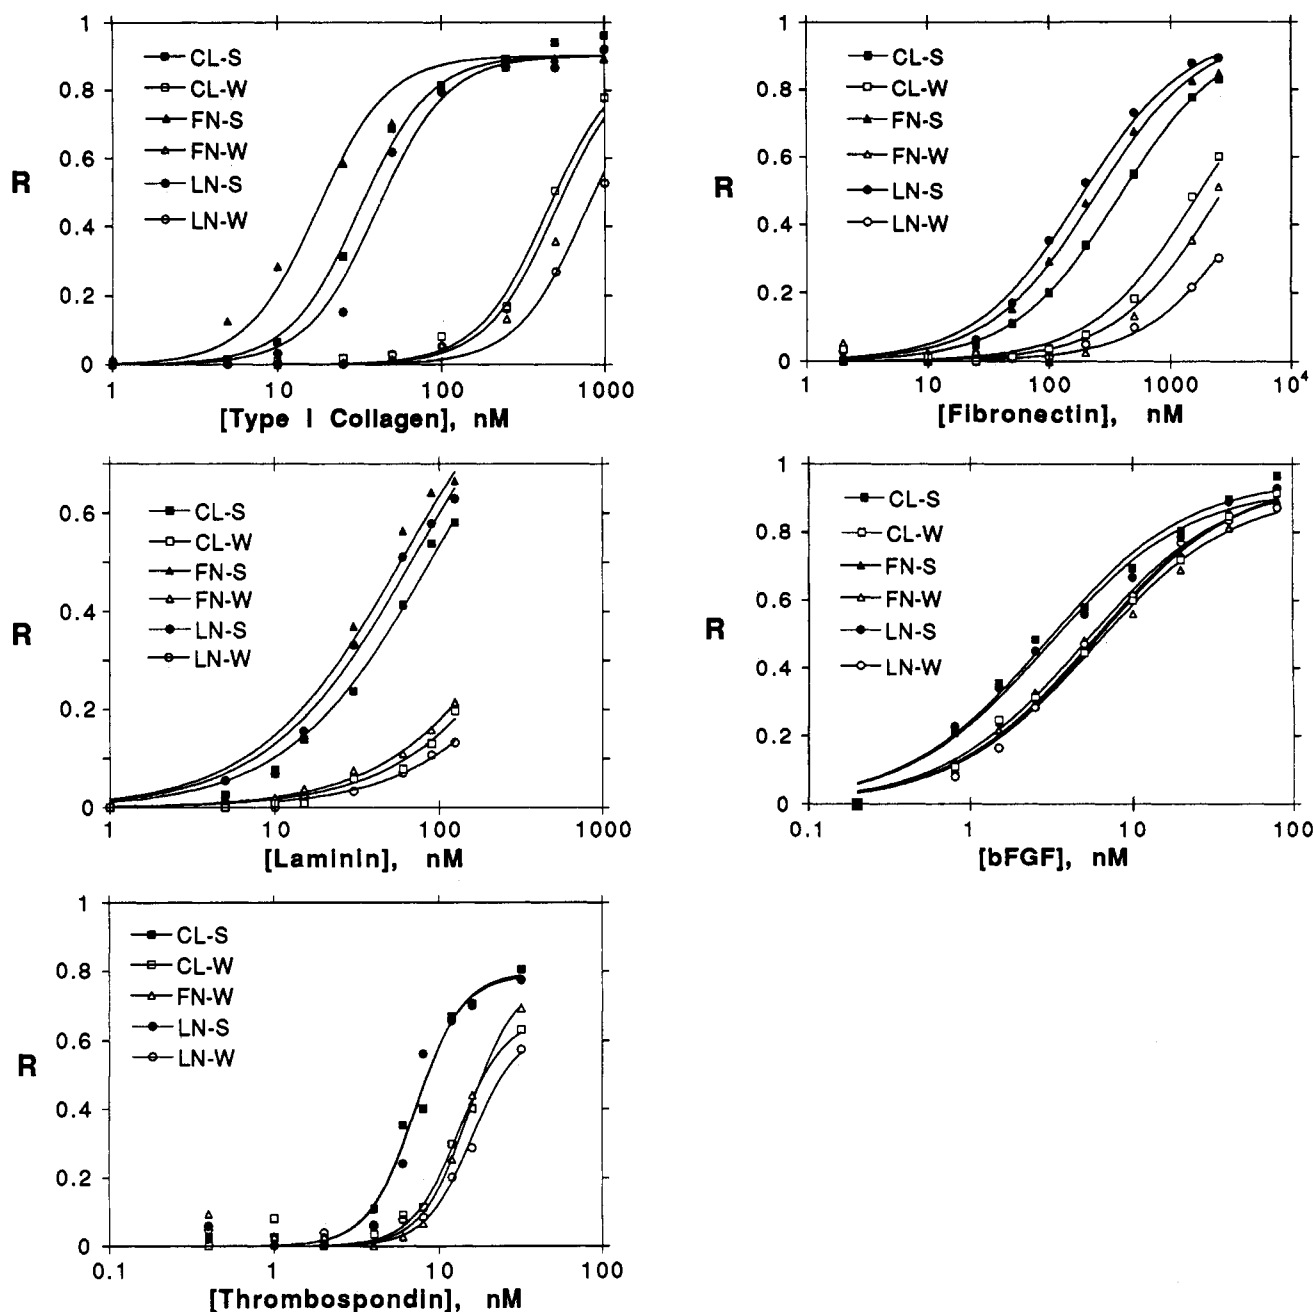 1
0.8
0.6
0.4
0.2
0
R
CL-S
CL-W
FN-S
FN-W
LN-S
LN-W
1
10
100
1000
[Type I Collagen], nM
1
0.8
0.6
0.4
0.2
0
R
CL-S
CL-W
FN-S
FN-W
LN-S
LN-W
1
10
100
1000
10⁴
[Fibronectin], nM
0.6
0.4
0.2
0
R
CL-S
CL-W
FN-S
FN-W
LN-S
LN-W
1
10
100
1000
[Laminin], nM
1
0.8
0.6
0.4
0.2
0
R
CL-S
CL-W
FN-S
FN-W
LN-S
LN-W
0.1
1
10
100
[bFGF], nM
1
0.8
0.6
0.4
0.2
0
R
CL-S
CL-W
FN-W
LN-S
LN-W
0.1
1
10
100
[Thrombospondin], nM